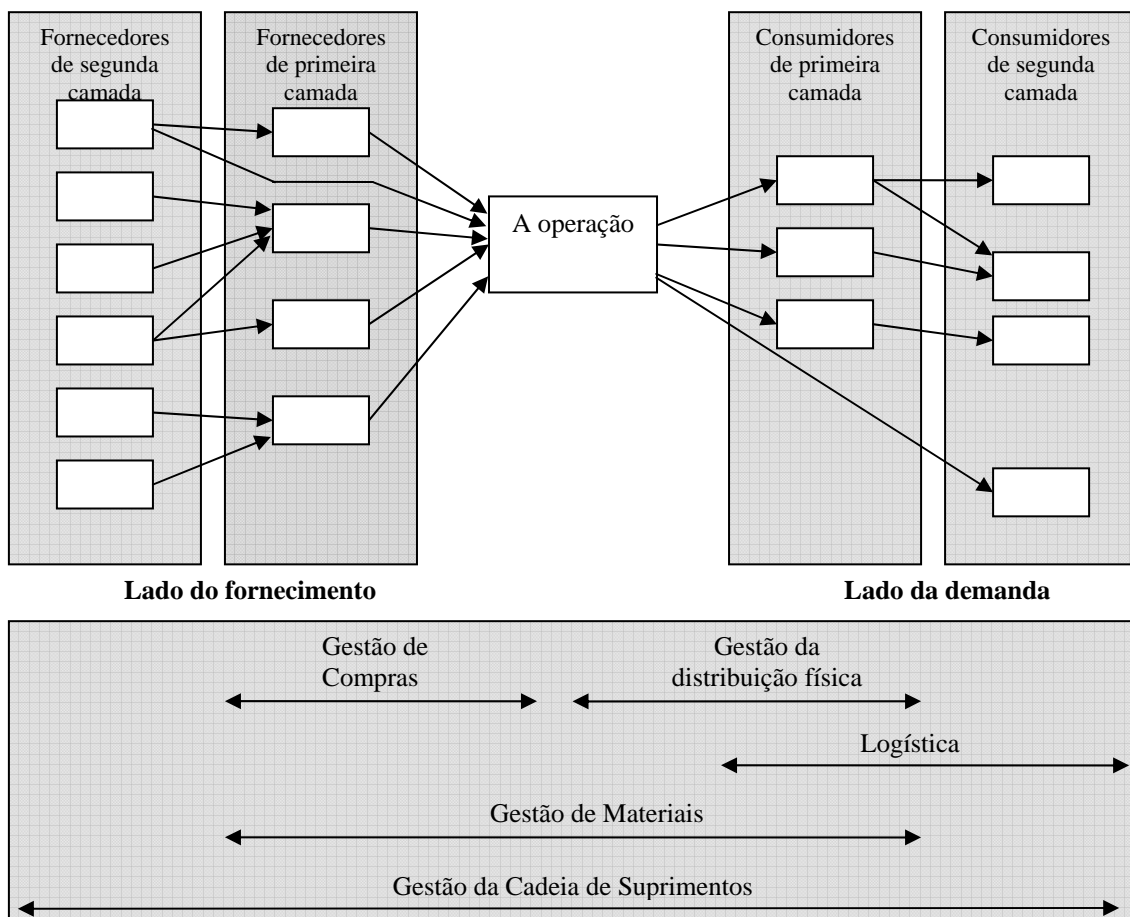 Fornecedores
de segunda
camada
Fornecedores
de primeira
camada
Consumidores
de primeira
camada
Consumidores
de segunda
camada
A operação
Lado do fornecimento
Lado da demanda
Gestão de
Compras
Gestão da
distribuição física
Logística
Gestão de Materiais
Gestão da Cadeia de Suprimentos